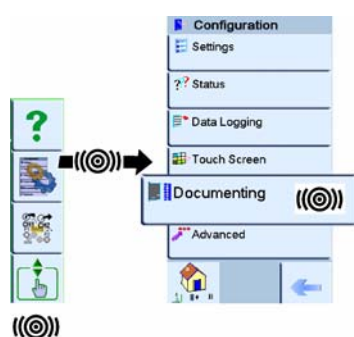 Configuration
Settings
?? Status
Data Logging
Touch Screen
Documenting
Advanced
?